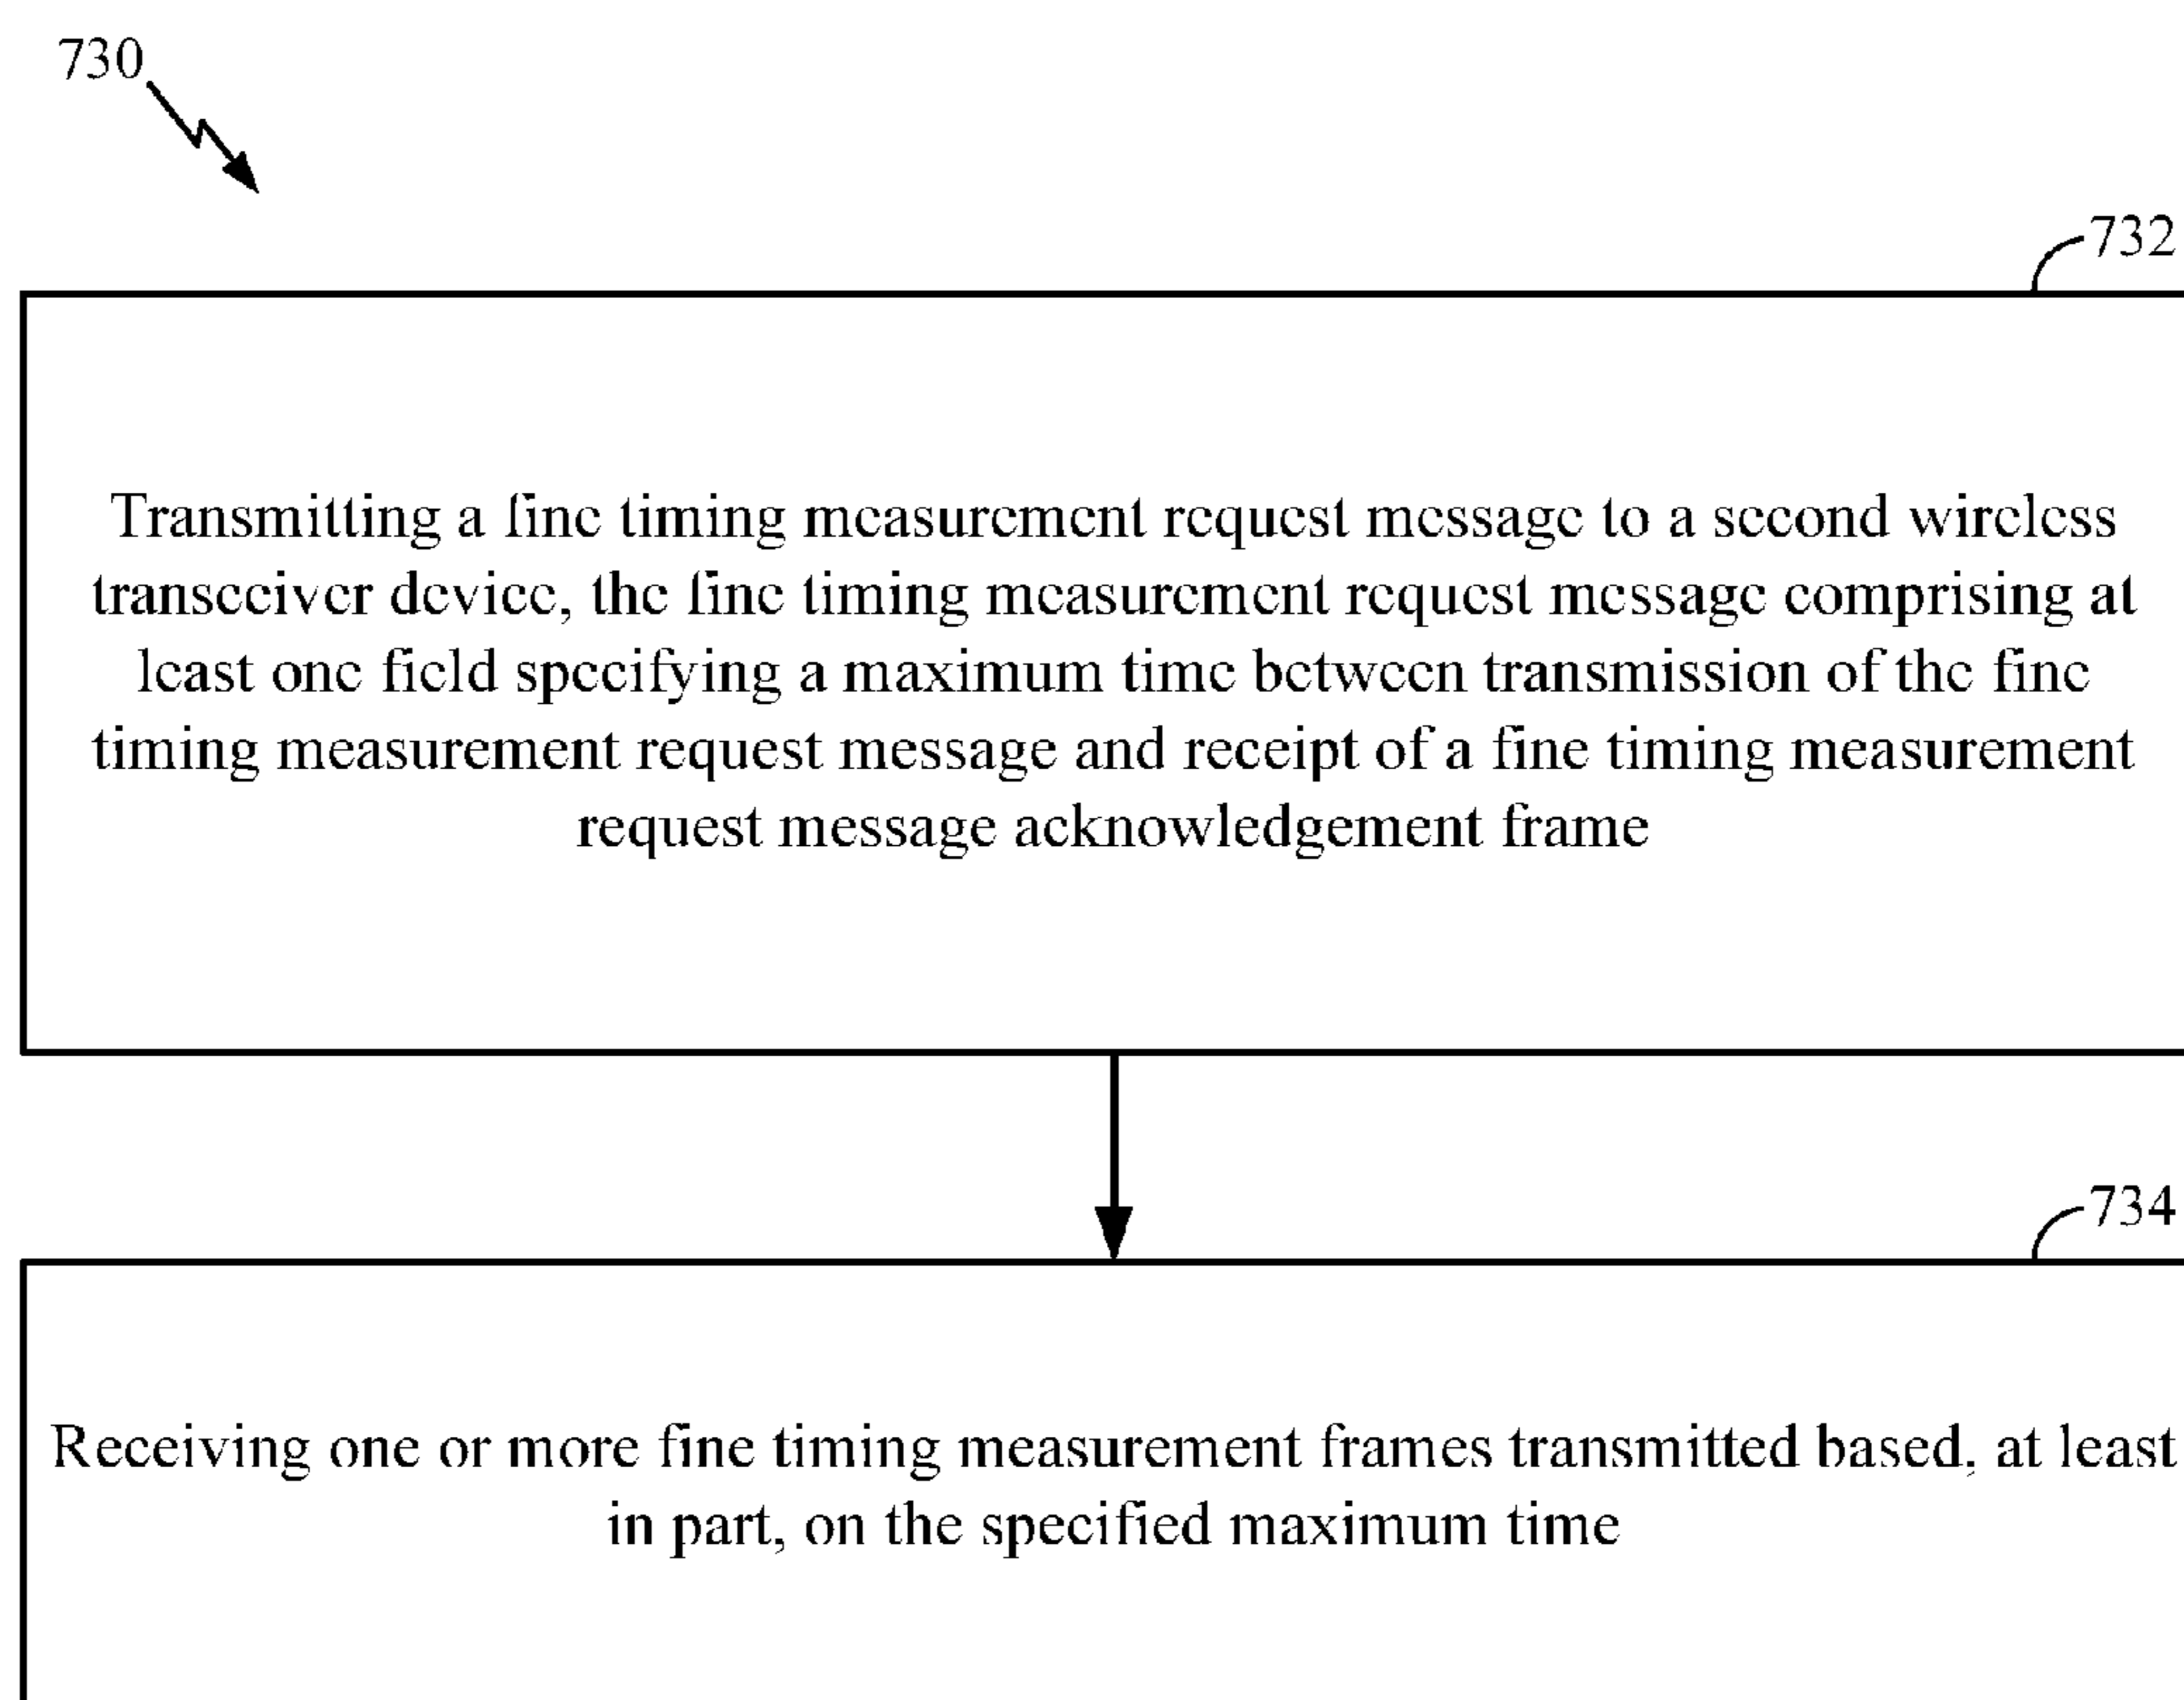 730
732
Transmitting a fine timing measurement request message to a second wireless
transceiver device, the fine timing measurement request message comprising at
least one field specifying a maximum time between transmission of the fine
timing measurement request message and receipt of a fine timing measurement
request message acknowledgement frame
734
Receiving one or more fine timing measurement frames transmitted based, at least
in part, on the specified maximum time